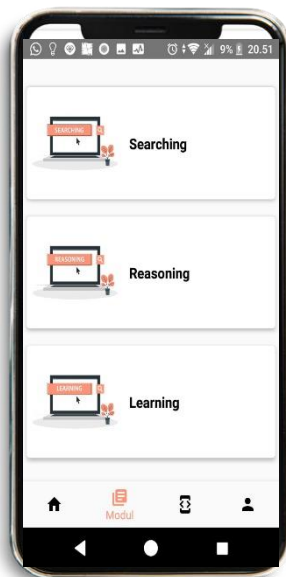 9% 20.51
SEARCHING
Searching
REASONING
Reasoning
LEARNING
Learning
Modul